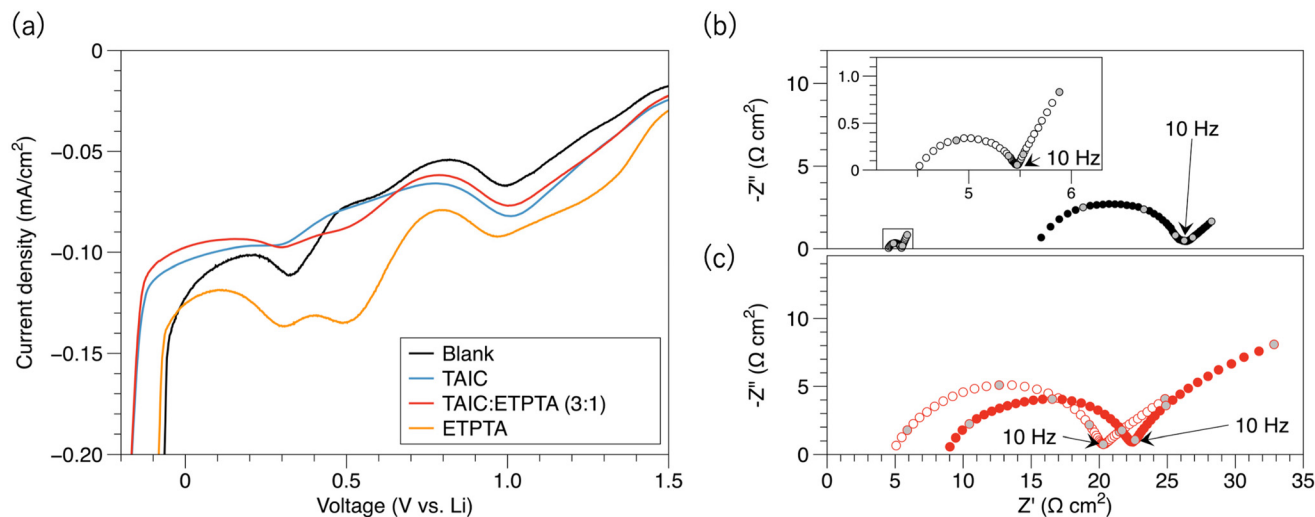 (a)
0
−0.05
−0.10
−0.15
−0.20
Current density (mA/cm²)
0
0.5
1.0
1.5
Voltage (V vs. Li)
Blank
TAIC
TAIC:ETPTA (3:1)
ETPTA
(b)
10
5
0
-Z" (Ω cm²)
1.0
0.5
0
5
6
10 Hz
10 Hz
(c)
10
5
0
-Z" (Ω cm²)
10 Hz
10 Hz
0
5
10
15
20
25
30
35
Z' (Ω cm²)